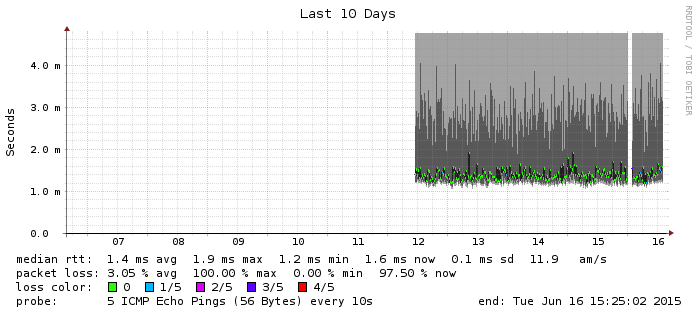 Last 10 Days
RRDTOOL / TOBI OETIKER
Seconds
4.0 m
3.0 m
2.0 m
1.0 m
0.0
07 08 09 10 11 12 13 14 15 16
median rtt: 1.4 ms avg 1.9 ms max 1.2 ms min 1.6 ms now 0.1 ms sd 11.9 am/s
packet loss: 3.05 % avg 100.00 % max 0.00 % min 97.50 % now
loss color: 0 1/5 2/5 3/5 4/5
probe: 5 ICMP Echo Pings (56 Bytes) every 10s end: Tue Jun 16 15:25:02 2015